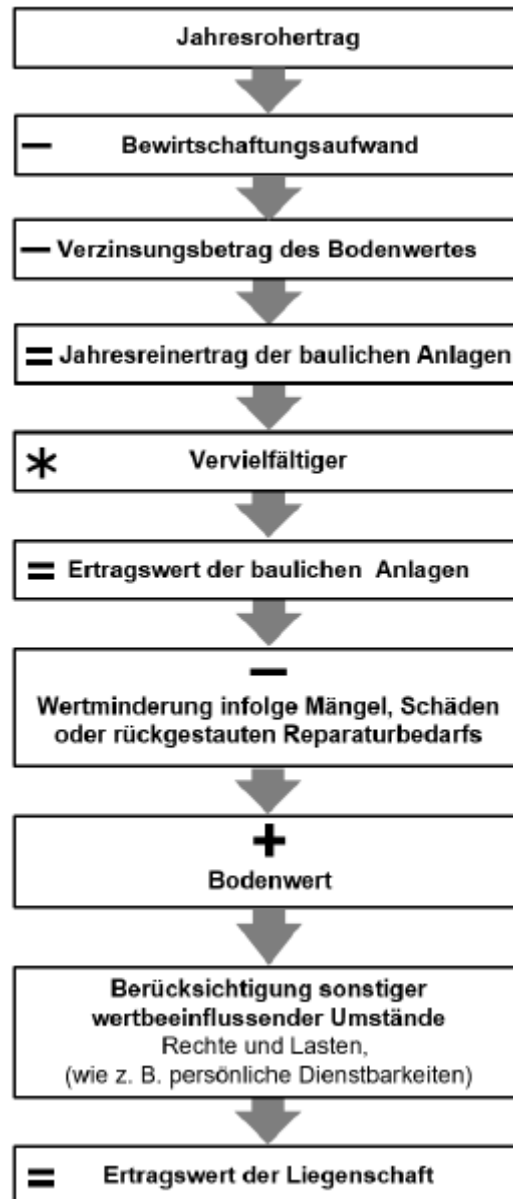 Jahresrohertrag
− Bewirtschaftungsaufwand
− Verzinsungsbetrag des Bodenwertes
= Jahresreinertrag der baulichen Anlagen
* Vervielfältiger
= Ertragswert der baulichen Anlagen
−
Wertminderung infolge Mängel, Schäden
oder rückgestauten Reparaturbedarfs
+
Bodenwert
Berücksichtigung sonstiger
wertbeeinflussender Umstände
Rechte und Lasten,
(wie z. B. persönliche Dienstbarkeiten)
= Ertragswert der Liegenschaft